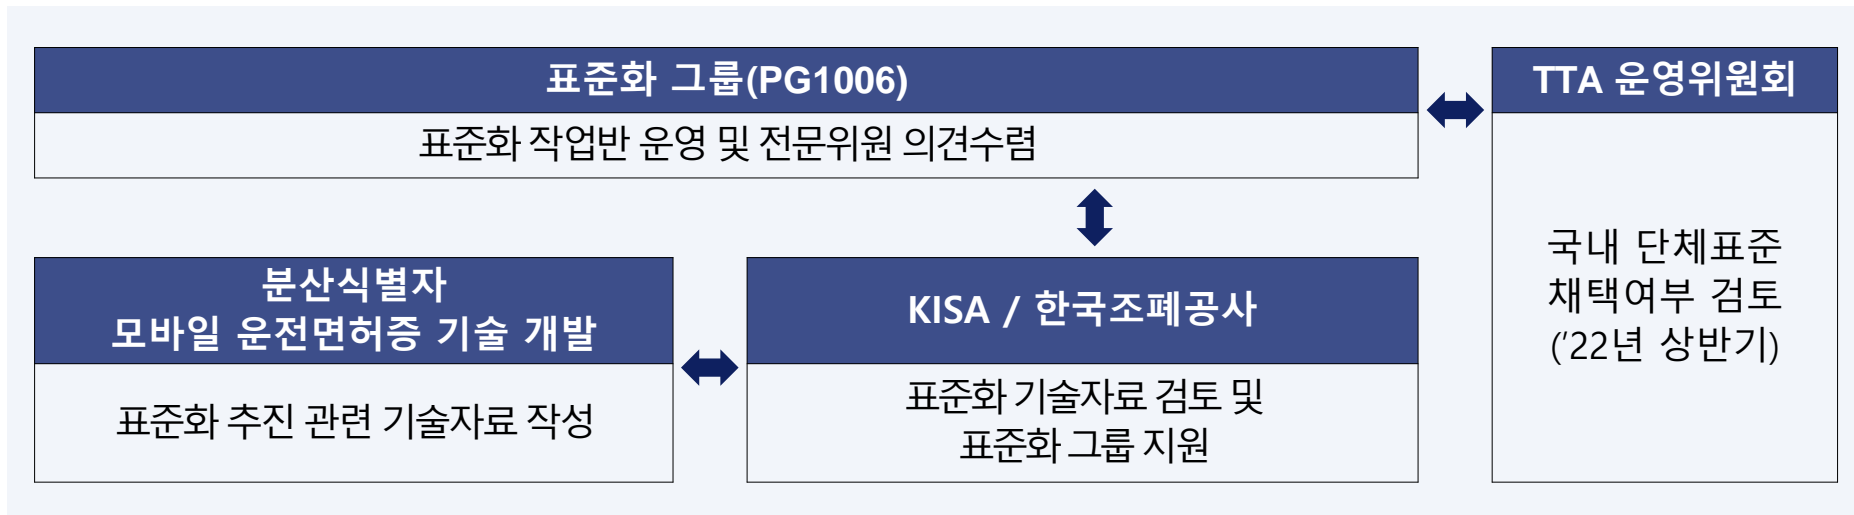 표준화 그룹(PG1006)
표준화 작업반 운영 및 전문위원 의견수렴
TTA 운영위원회
국내 단체표준
채택여부 검토
('22년 상반기)
분산식별자
모바일 운전면허증 기술 개발
표준화 추진 관련 기술자료 작성
KISA / 한국조폐공사
표준화 기술자료 검토 및
표준화 그룹 지원